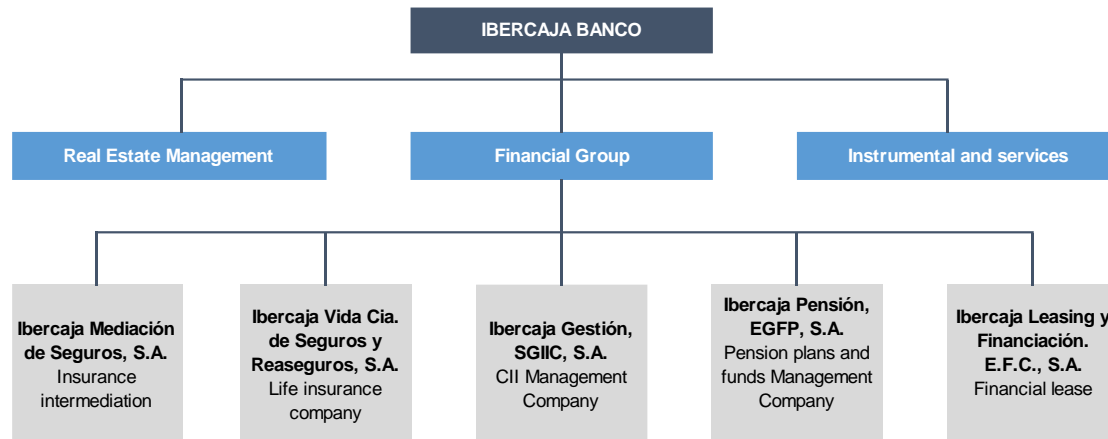 IBERCAJA BANCO
Real Estate Management
Financial Group
Instrumental and services
Ibercaja Mediación
de Seguros, S.A.
Insurance
intermediation
Ibercaja Vida Cia.
de Seguros y
Reaseguros, S.A.
Life insurance
company
Ibercaja Gestión,
SGIIC, S.A.
CII Management
Company
Ibercaja Pensión,
EGFP, S.A.
Pension plans and
funds Management
Company
Ibercaja Leasing y
Financiación.
E.F.C., S.A.
Financial lease